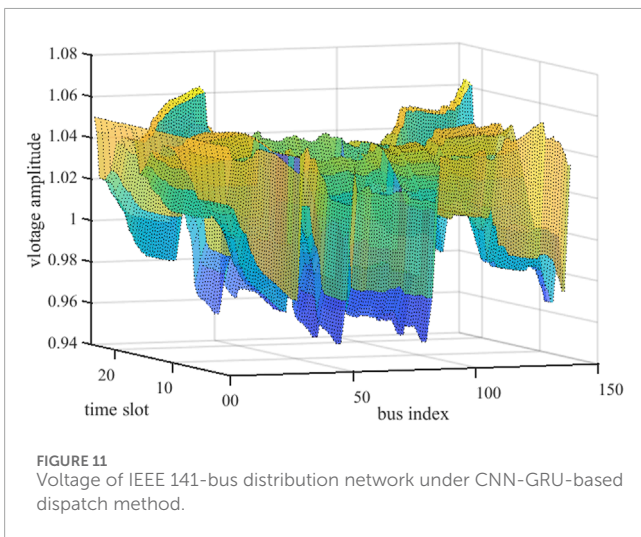 1.08
1.06
1.04
1.02
1
0.98
0.96
0.94
vlotage amplitude
20
10
00
50
100
150
time slot
bus index
FIGURE 11
Voltage of IEEE 141-bus distribution network under CNN-GRU-based
dispatch method.